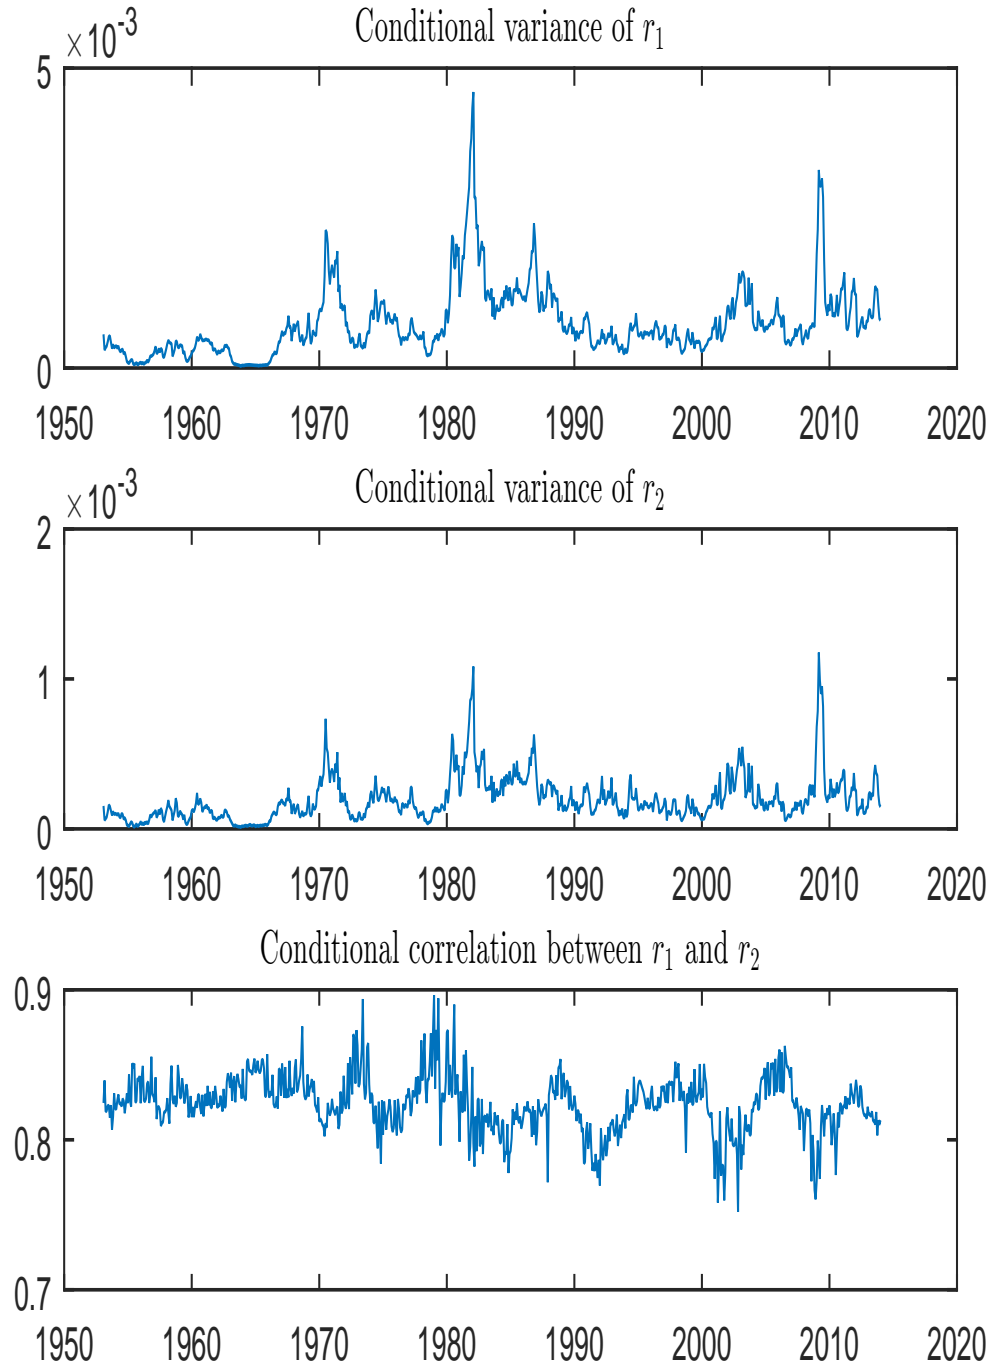 ×10⁻³
Conditional variance of r₁
5
0
1950 1960 1970 1980 1990 2000 2010 2020
×10⁻³
Conditional variance of r₂
2
1
0
1950 1960 1970 1980 1990 2000 2010 2020
Conditional correlation between r₁ and r₂
0.9
0.8
0.7
1950 1960 1970 1980 1990 2000 2010 2020